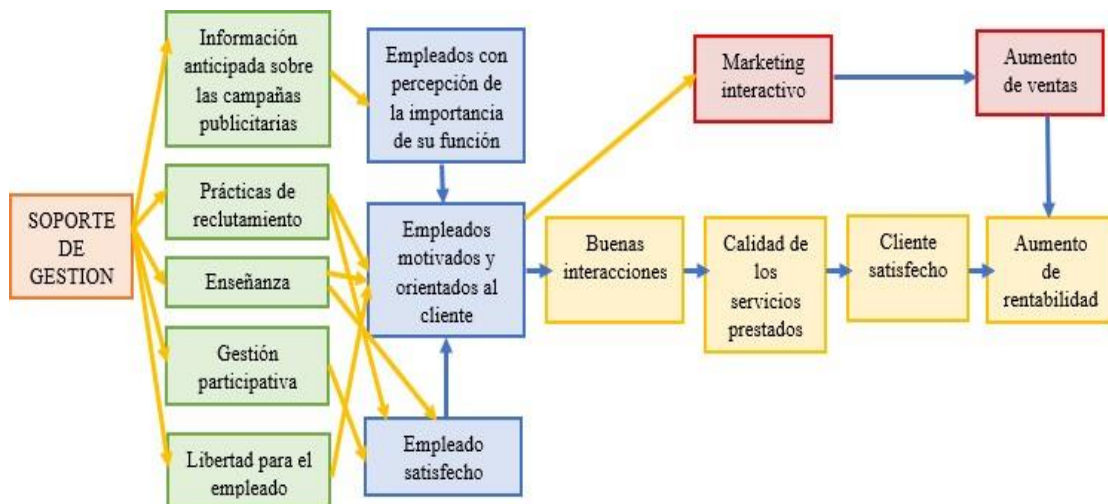 SOPORTE
DE
GESTION
Información
anticipada sobre
las campañas
publicitarias
Prácticas de
reclutamiento
Enseñanza
Gestión
participativa
Libertad para el
empleado
Empleados con
percepción de
la importancia
de su función
Empleados
motivados y
orientados al
cliente
Empleado
satisfecho
Marketing
interactivo
Aumento
de ventas
Buenas
interacciones
Calidad de
los
servicios
prestados
Cliente
satisfecho
Aumento
de
rentabilidad